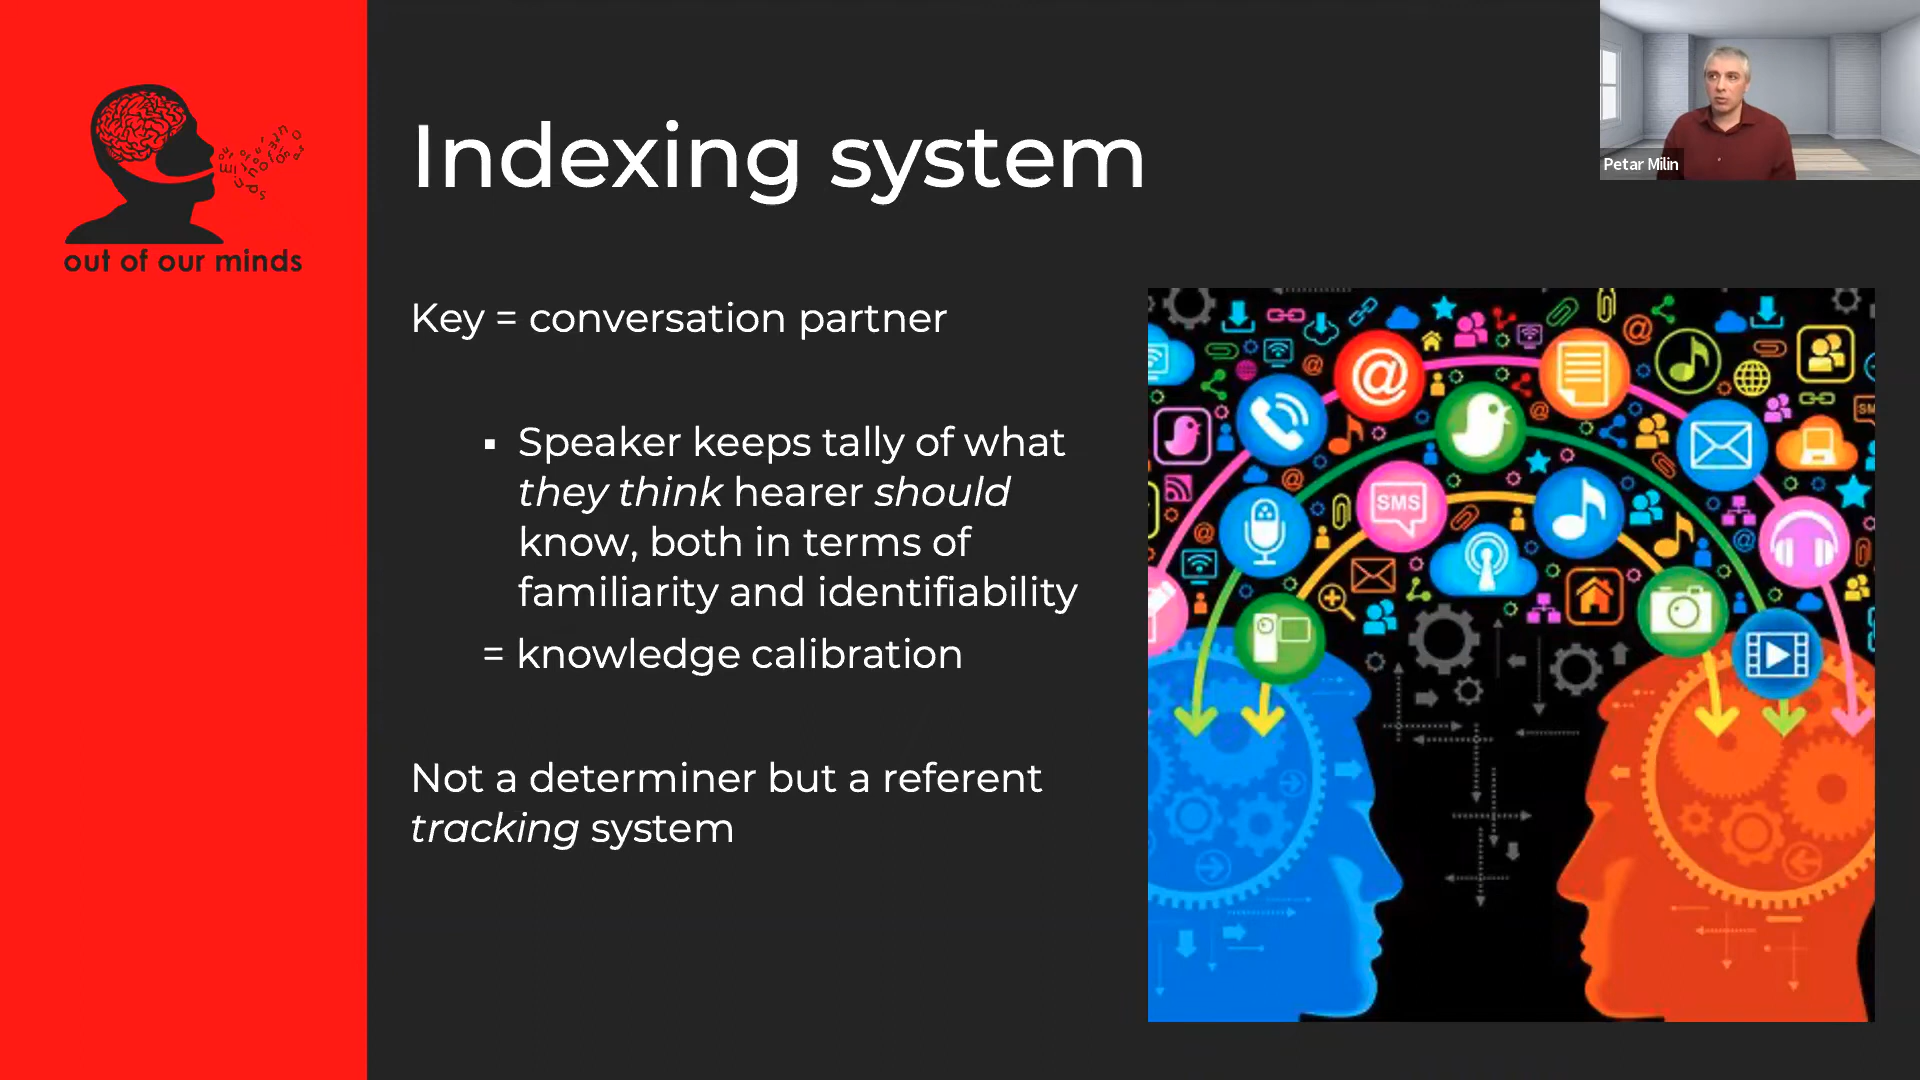 Indexing system
Petar Milin
out of our minds
Key = conversation partner
▪ Speaker keeps tally of what
they think hearer should
know, both in terms of
familiarity and identifiability
= knowledge calibration
Not a determiner but a referent
tracking system
@
SMS